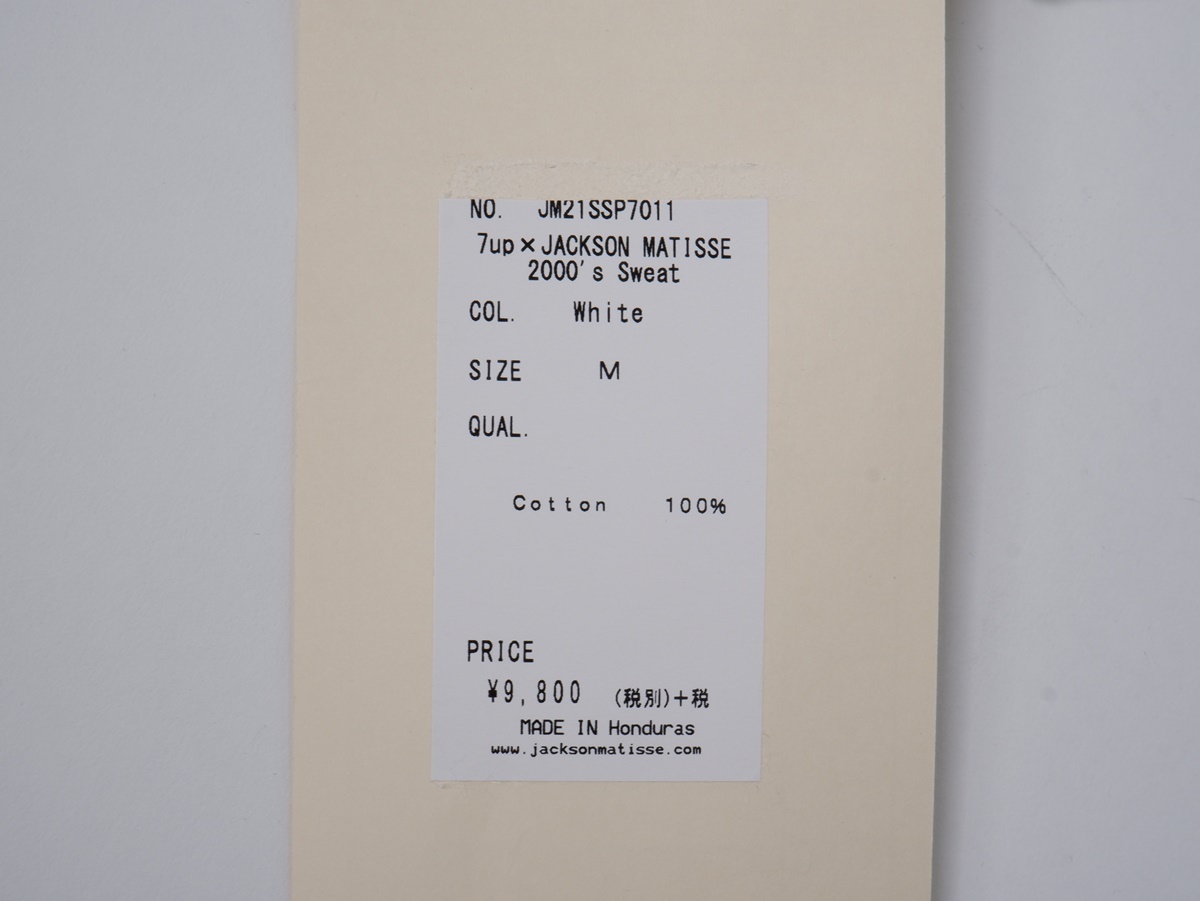 NO. JM21SSP7011
7up×JACKSON MATISSE
2000's Sweat
COL. White
SIZE M
QUAL.
Cotton 100%
PRICE
¥9,800 (税別)+税
MADE IN Honduras
www.jacksonmatisse.com